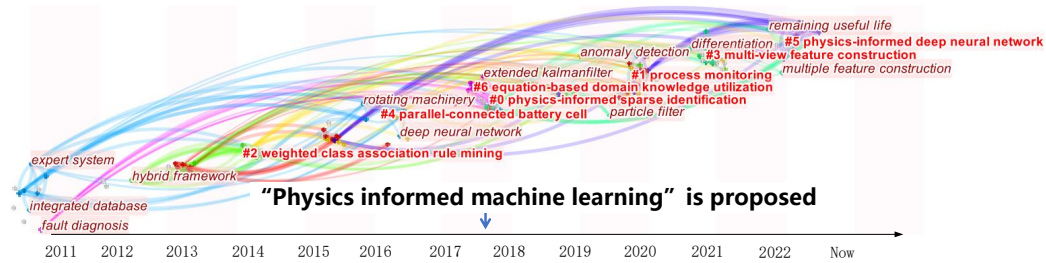 remaining useful life
differentiation
#5 physics-informed deep neural network
anomaly detection
#3 multi-view feature construction
extended kalmanfilter
#1 process monitoring
multiple feature construction
#6 equation-based domain knowledge utilization
rotating machinery
#0 physics-informed sparse identification
#4 parallel-connected battery cell
particle filter
deep neural network
#2 weighted class association rule mining
expert system
hybrid framework
"Physics informed machine learning" is proposed
integrated database
fault diagnosis
2011 2012 2013 2014 2015 2016 2017 2018 2019 2020 2021 2022 Now